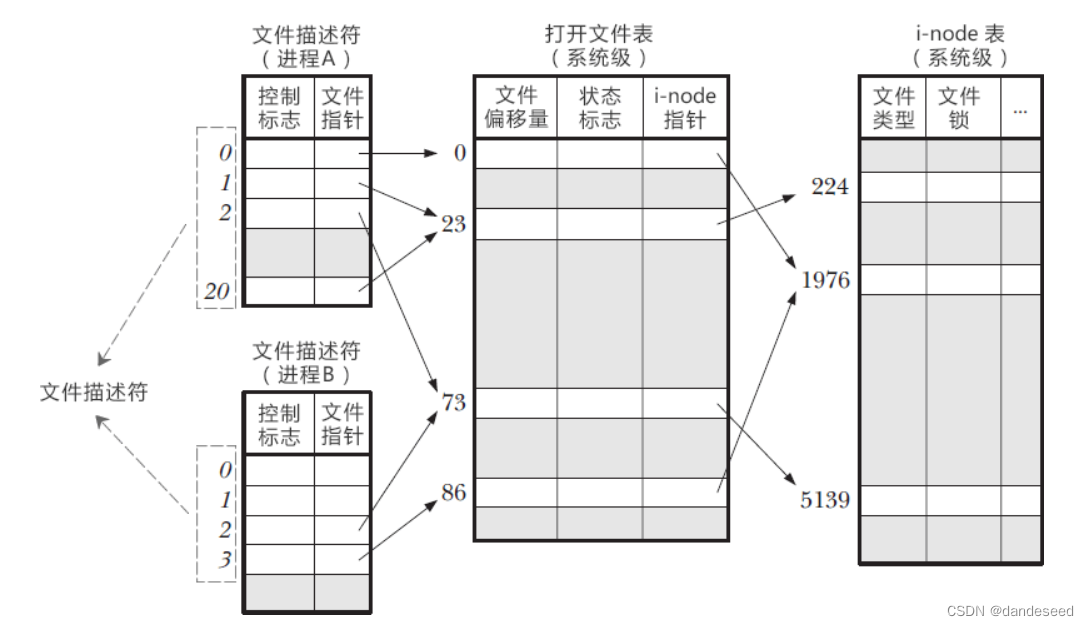 文件描述符
（进程A）
控制
标志
文件
指针
0
1
2
20
文件描述符
文件描述符
（进程B）
控制
标志
文件
指针
0
1
2
3
打开文件表
（系统级）
文件
偏移量
状态
标志
i-node
指针
0
23
73
86
i-node 表
（系统级）
文件
类型
文件
锁
...
224
1976
5139
CSDN @dandeseed